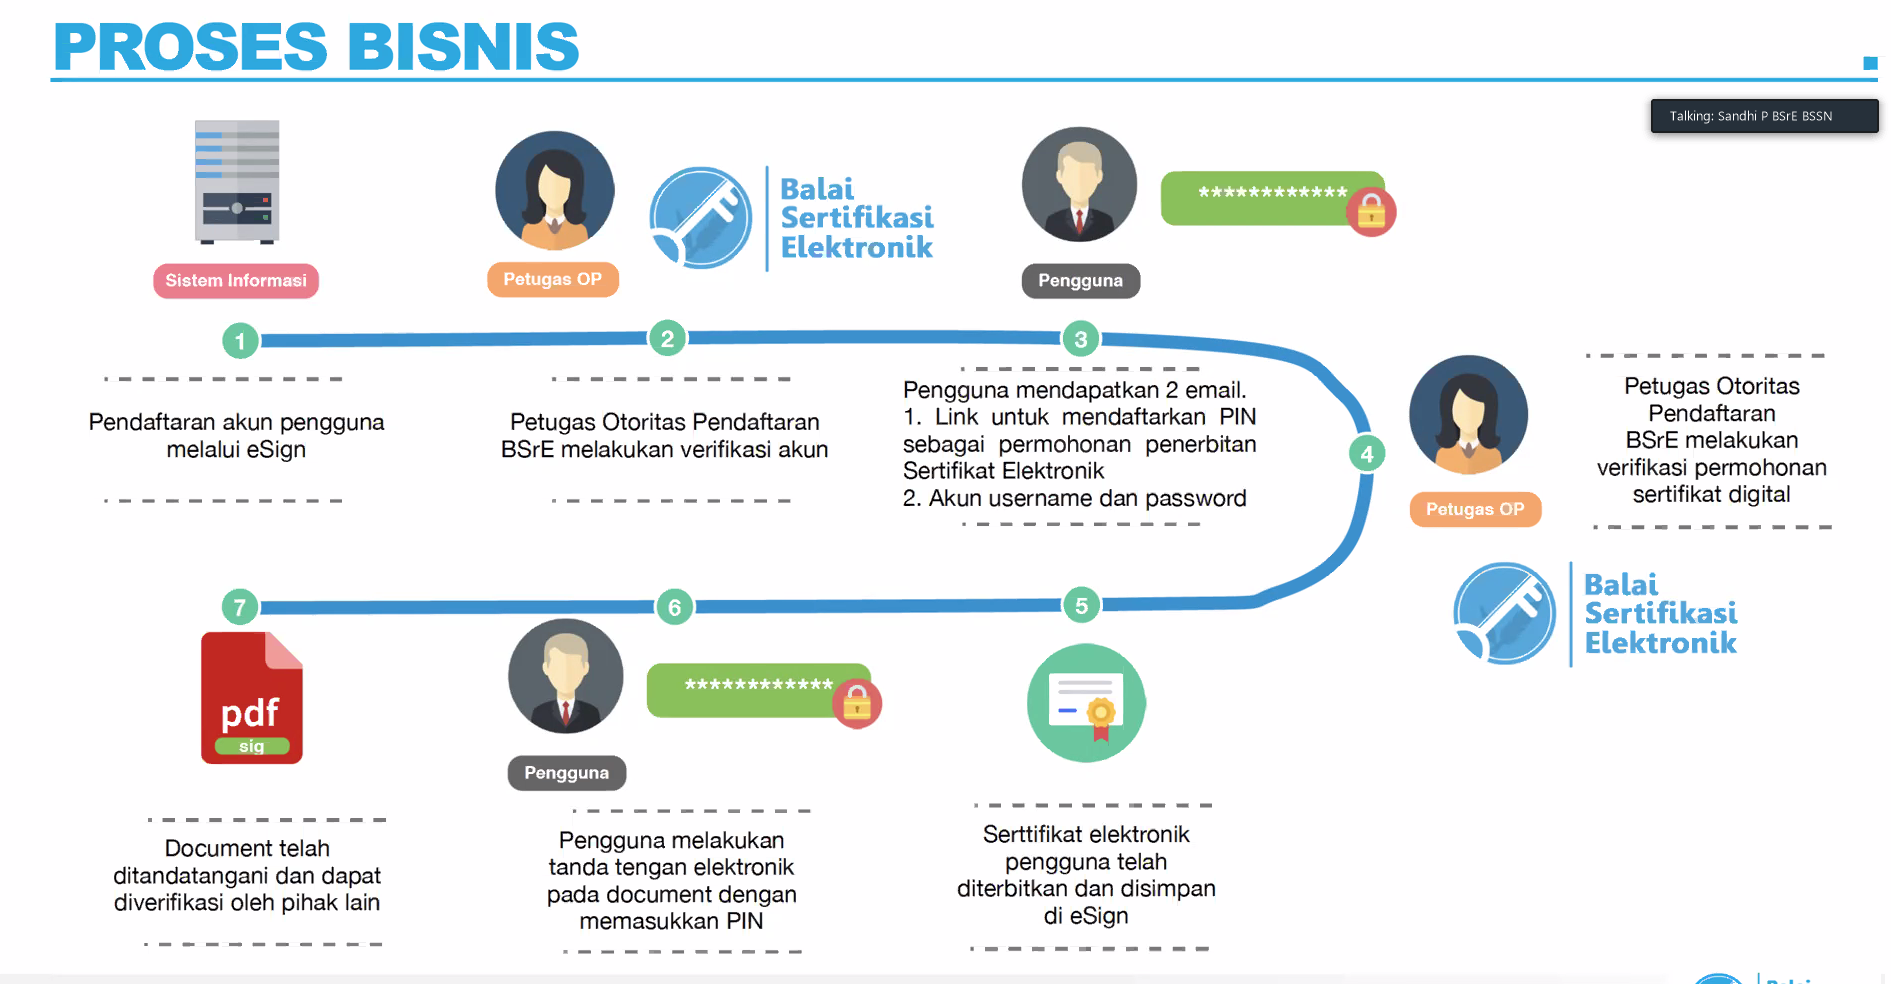 PROSES BISNIS
Talking: Sandhi P BSrE BSSN
Balai
Sertifikasi
Elektronik
************
Sistem Informasi
Petugas OP
Pengguna
1
2
3
Pendaftaran akun pengguna
melalui eSign
Petugas Otoritas Pendaftaran
BSrE melakukan verifikasi akun
Pengguna mendapatkan 2 email.
1. Link untuk mendaftarkan PIN
sebagai permohonan penerbitan
Sertifikat Elektronik
2. Akun username dan password
4
Petugas OP
Petugas Otoritas
Pendaftaran
BSrE melakukan
verifikasi permohonan
sertifikat digital
Balai
Sertifikasi
Elektronik
5
Serttifikat elektronik
pengguna telah
diterbitkan dan disimpan
di eSign
6
************
Pengguna
Pengguna melakukan
tanda tengan elektronik
pada document dengan
memasukkan PIN
7
pdf
sig
Document telah
ditandatangani dan dapat
diverifikasi oleh pihak lain